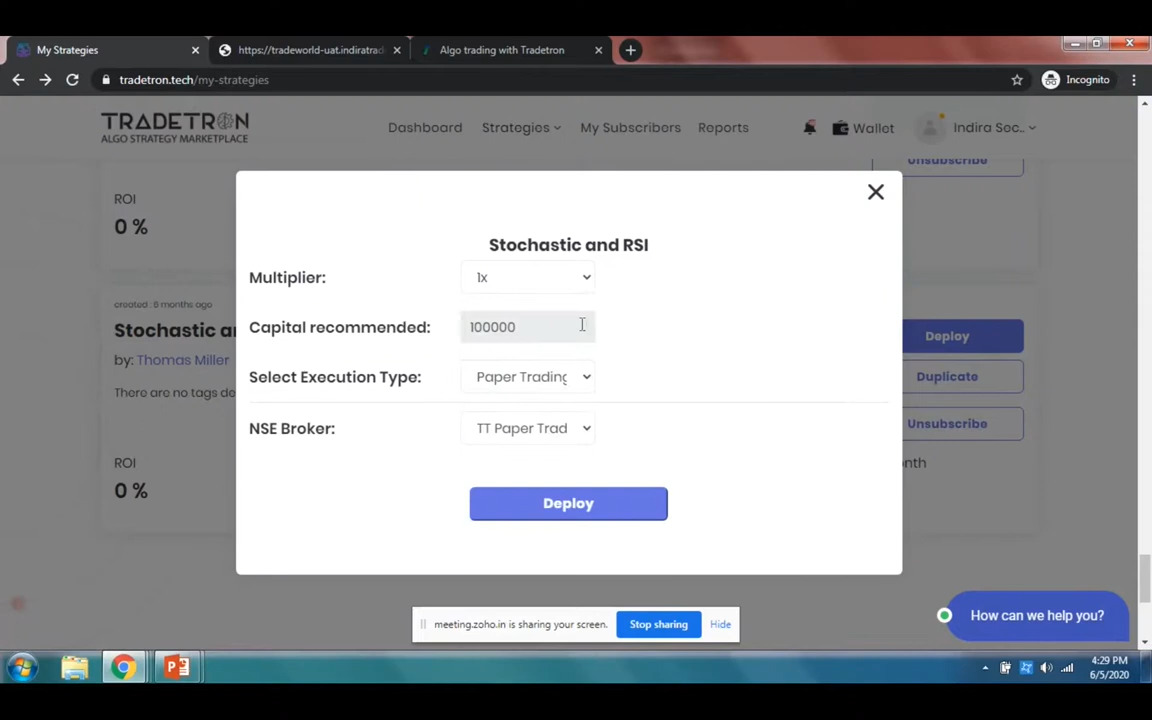 My Strategies
https://tradeworld-uat.indiratrad
Algo trading with Tradetron
tradetron.tech/my-strategies
Incognito
TRADETRON
ALGO STRATEGY MARKETPLACE
Dashboard
Strategies
My Subscribers
Reports
Wallet
Indira Sec..
Unsubscribe
ROI
0 %
Stochastic and RSI
Multiplier:
1x
created : 6 months ago
Stochastic a
Capital recommended:
100000
Deploy
by: Thomas Miller
Select Execution Type:
Paper Trading
Duplicate
There are no tags de
NSE Broker:
TT Paper Trad
Unsubscribe
ROI
onth
0 %
Deploy
How can we help you?
meeting.zoho.in is sharing your screen.
Stop sharing
Hide
4:29 PM
6/5/2020